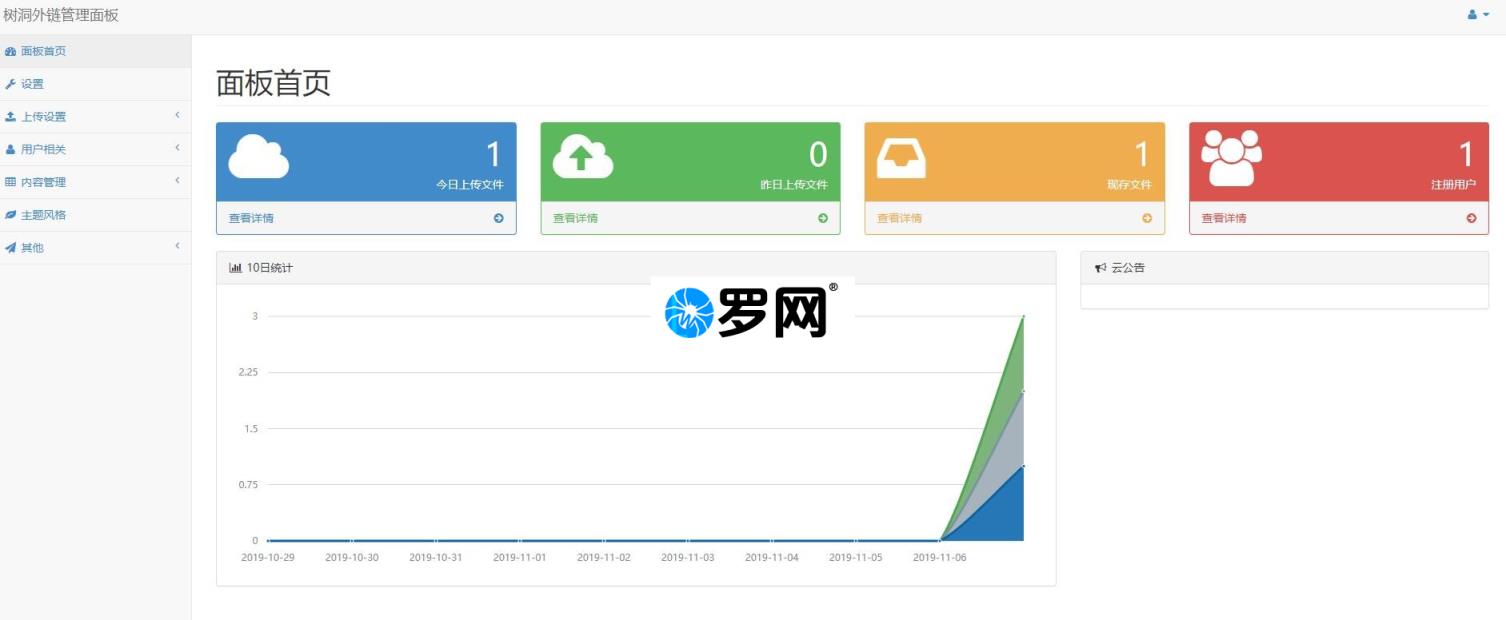 树洞外链管理面板
面板首页
设置
上传设置
用户相关
内容管理
主题风格
其他
面板首页
1
今日上传文件
查看详情
0
昨日上传文件
查看详情
1
现存文件
查看详情
1
注册用户
查看详情
10日统计
云公告
罗网®
3
2.25
1.5
0.75
0
2019-10-29 2019-10-30 2019-10-31 2019-11-01 2019-11-02 2019-11-03 2019-11-04 2019-11-05 2019-11-06